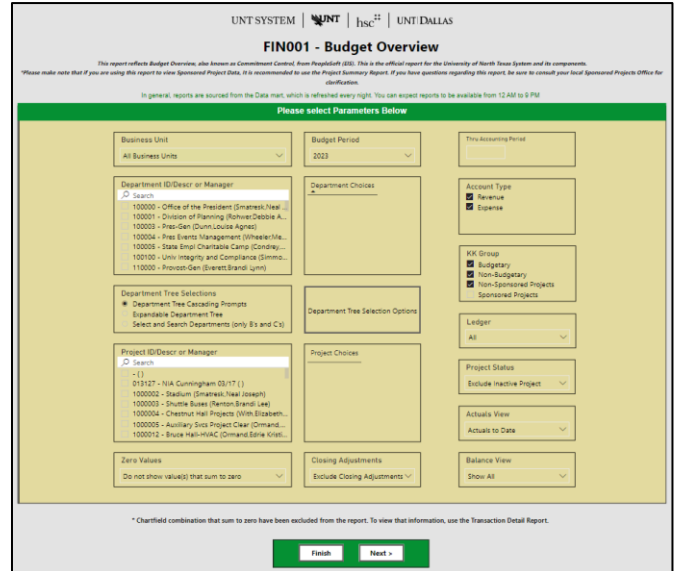 UNT SYSTEM | UNT | hsc | UNT DALLAS
FIN001 - Budget Overview
This report reflects Budget Overview, also known as Commitment Control, from PeopleSoft (EIS). This is the official report for the University of North Texas System and its components.
*Please make note that if you are using this report to view Sponsored Project Data, it is recommended to use the Project Summary Report. If you have questions regarding this report, be sure to consult your local Sponsored Projects Office for
clarification.
In general, reports are sourced from the Data mart, which is refreshed every night. You can expect reports to be available from 12 AM to 9 PM
Please select Parameters Below
Business Unit
All Business Units
Budget Period
2023
Thru Accounting Period
Department ID/Descr or Manager
Search
100000 - Office of the President (Smatresk,Neal ...
100001 - Division of Planning (Rohwer,Debbie A...
100003 - Pres-Gen (Dunn,Louise Agnes)
100004 - Pres Events Management (Wheeler,Me...
100005 - State Empl Charitable Camp (Condrey,...
100100 - Univ Integrity and Compliance (Simmo...
110000 - Provost-Gen (Everett,Brandi Lynn)
Department Choices
Account Type
Revenue
Expense
KK Group
Budgetary
Non-Budgetary
Non-Sponsored Projects
Sponsored Projects
Department Tree Selections
Department Tree Cascading Prompts
Expandable Department Tree
Select and Search Departments (only B's and C's)
Department Tree Selection Options
Ledger
All
Project ID/Descr or Manager
Search
- ( )
013127 - NIA Cunningham 03/17 ( )
1000002 - Stadium (Smatresk,Neal Joseph)
1000003 - Shuttle Buses (Renton,Brandi Lee)
1000004 - Chestnut Hall Projects (With,Elizabeth...
1000005 - Auxiliary Svcs Project Clear (Ormand,...
1000012 - Bruce Hall-HVAC (Ormand,Edrie Kristi...
Project Choices
Project Status
Exclude Inactive Project
Actuals View
Actuals to Date
Zero Values
Do not show value(s) that sum to zero
Closing Adjustments
Exclude Closing Adjustments
Balance View
Show All
* Chartfield combination that sum to zero have been excluded from the report. To view that information, use the Transaction Detail Report.
Finish
Next >